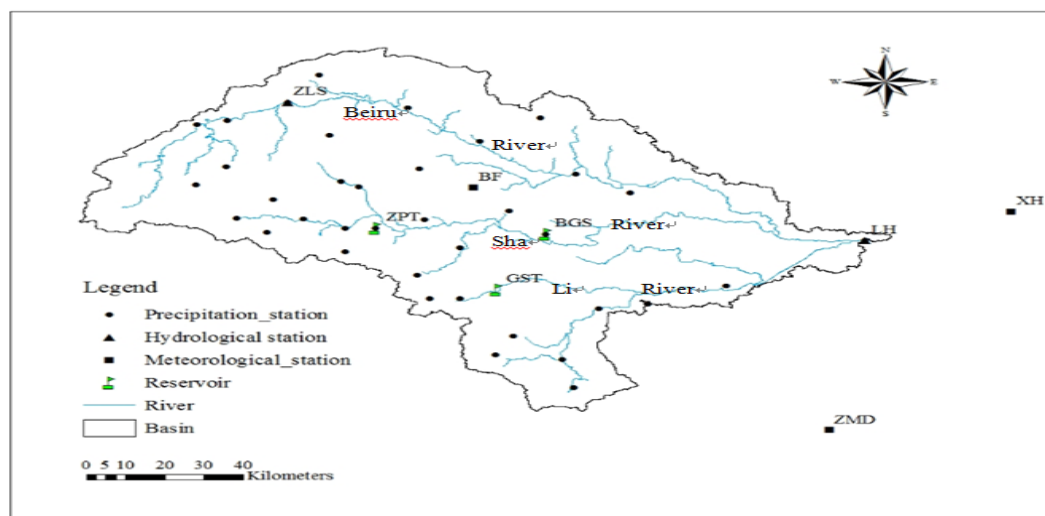 N
W E
S
ZLS
Beiru
River
BF
XH
ZPT
BGS
River
LH
Sha
GST
Li
River
Legend
Precipitation_station
Hydrological station
Meteorological_station
Reservoir
River
Basin
ZMD
0 5 10 20 30 40
Kilometers